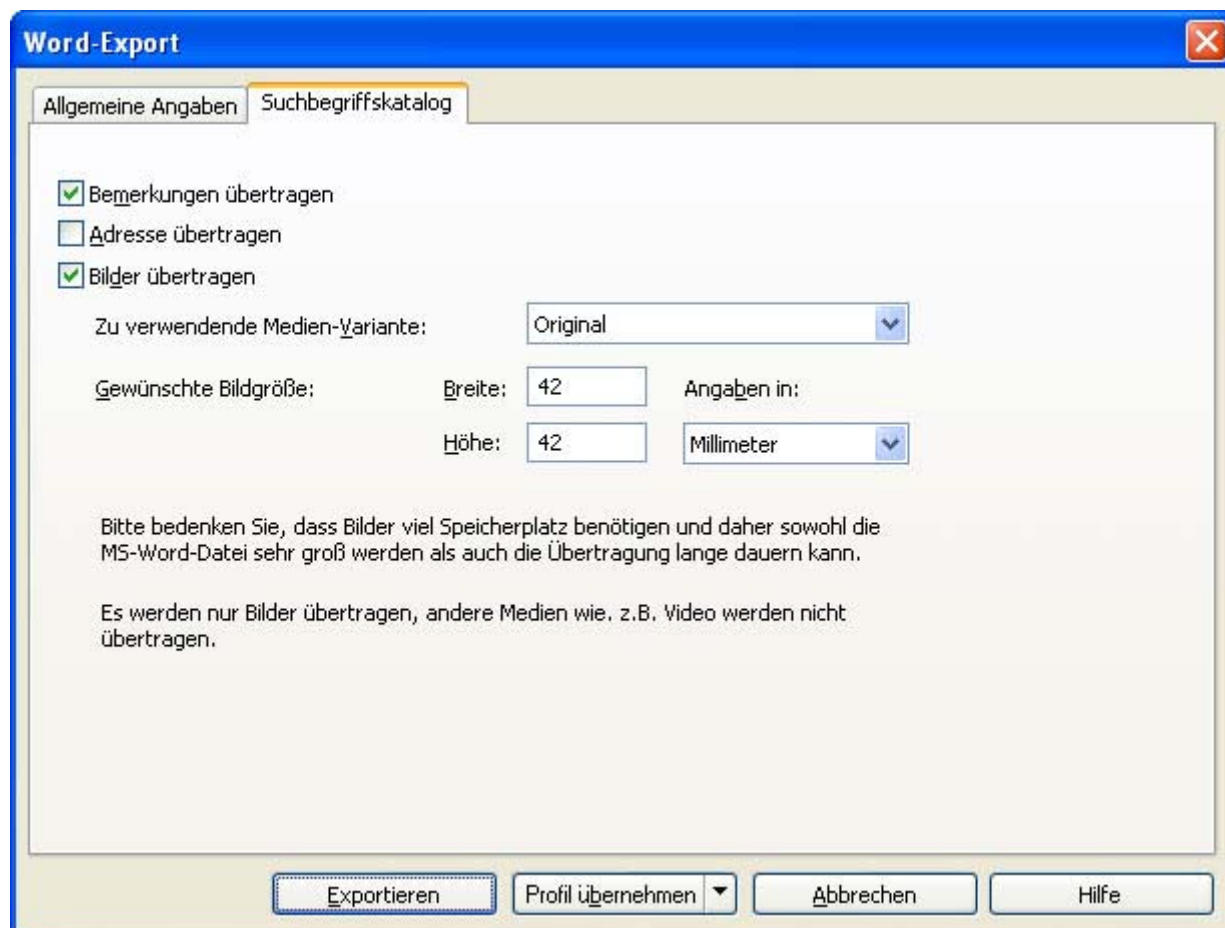 Word-Export
Allgemeine Angaben Suchbegriffskatalog
Bemerkungen übertragen
Adresse übertragen
Bilder übertragen
Zu verwendende Medien-Variante: Original
Gewünschte Bildgröße: Breite: 42 Angaben in:
Höhe: 42 Millimeter
Bitte bedenken Sie, dass Bilder viel Speicherplatz benötigen und daher sowohl die
MS-Word-Datei sehr groß werden als auch die Übertragung lange dauern kann.
Es werden nur Bilder übertragen, andere Medien wie. z.B. Video werden nicht
übertragen.
Exportieren Profil übernehmen Abbrechen Hilfe